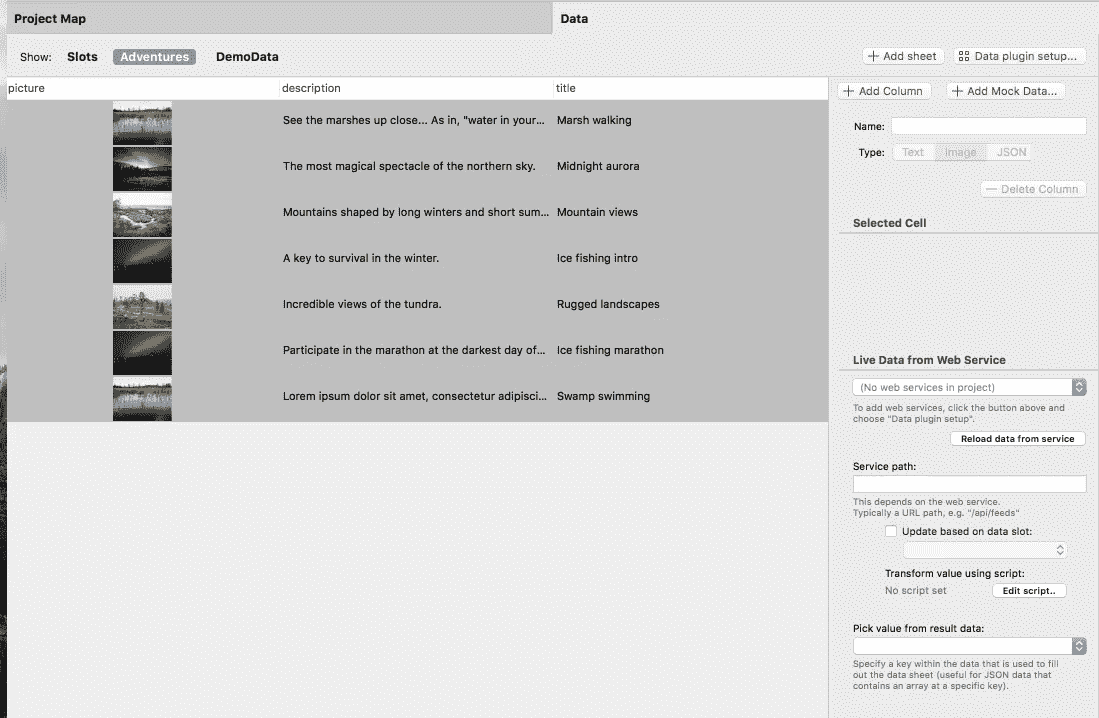 Project Map
Data
Show: Slots Adventures DemoData
+ Add sheet
Data plugin setup...
picture
description
title
See the marshes up close... As in, "water in your...
Marsh walking
The most magical spectacle of the northern sky.
Midnight aurora
Mountains shaped by long winters and short sum...
Mountain views
A key to survival in the winter.
Ice fishing intro
Incredible views of the tundra.
Rugged landscapes
Participate in the marathon at the darkest day of...
Ice fishing marathon
Lorem ipsum dolor sit amet, consectetur adipisci...
Swamp swimming
+ Add Column
+ Add Mock Data...
Name:
Type: Text Image JSON
— Delete Column
Selected Cell
Live Data from Web Service
(No web services in project)
To add web services, click the button above and
choose "Data plugin setup".
Reload data from service
Service path:
This depends on the web service.
Typically a URL path, e.g. "/api/feeds"
Update based on data slot:
Transform value using script:
No script set
Edit script..
Pick value from result data:
Specify a key within the data that is used to fill
out the data sheet (useful for JSON data that
contains an array at a specific key).